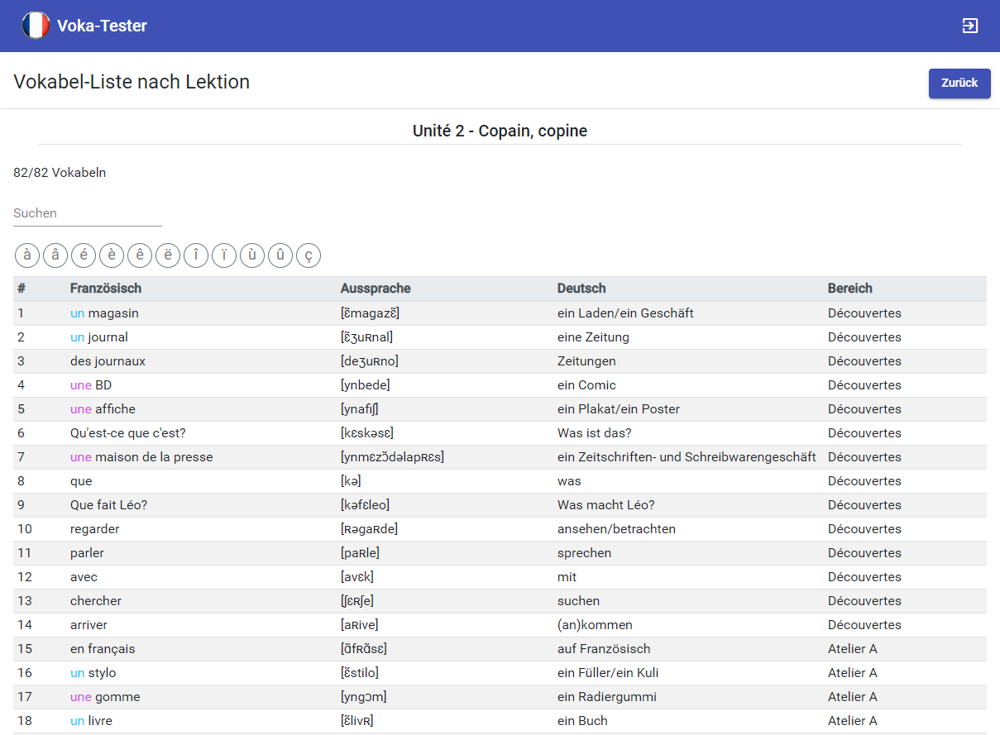 Voka-Tester
Vokabel-Liste nach Lektion
Zurück
Unité 2 - Copain, copine
82/82 Vokabeln
Suchen
à â é è ê ë î ï ù û ç
# Französisch Aussprache Deutsch Bereich
1 un magasin [ɛ̃magazɛ̃] ein Laden/ein Geschäft Découvertes
2 un journal [ɛ̃ʒuʀnal] eine Zeitung Découvertes
3 des journaux [deʒuʀno] Zeitungen Découvertes
4 une BD [ynbede] ein Comic Découvertes
5 une affiche [ynafiʃ] ein Plakat/ein Poster Découvertes
6 Qu'est-ce que c'est? [kɛskəsɛ] Was ist das? Découvertes
7 une maison de la presse [ynmɛzɔ̃dəlapʀɛs] ein Zeitschriften- und Schreibwarengeschäft Découvertes
8 que [kə] was Découvertes
9 Que fait Léo? [kəfɛleo] Was macht Léo? Découvertes
10 regarder [ʀəgaʀde] ansehen/betrachten Découvertes
11 parler [paʀle] sprechen Découvertes
12 avec [avɛk] mit Découvertes
13 chercher [ʃɛʀʃe] suchen Découvertes
14 arriver [aʀive] (an)kommen Découvertes
15 en français [ɑ̃fʀɑ̃sɛ] auf Französisch Atelier A
16 un stylo [ɛ̃stilo] ein Füller/ein Kuli Atelier A
17 une gomme [yngɔm] ein Radiergummi Atelier A
18 un livre [ɛ̃livʀ] ein Buch Atelier A